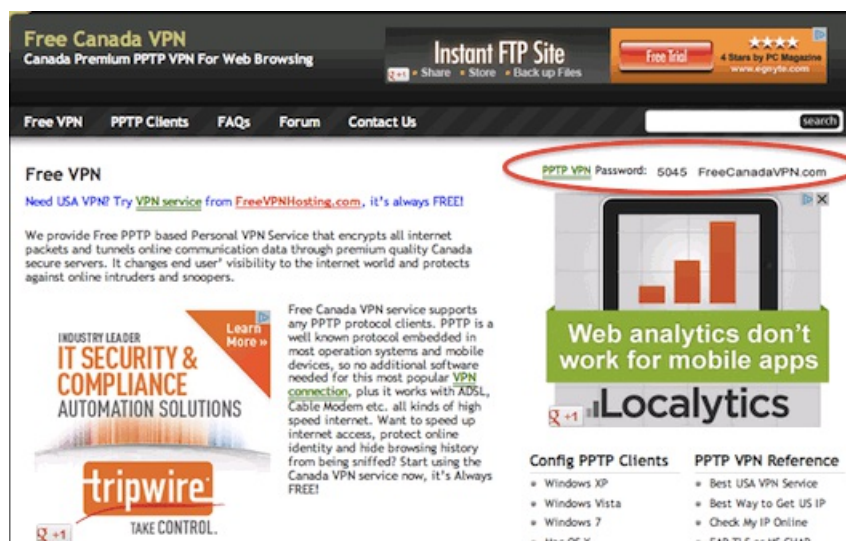 Free Canada VPN
Canada Premium PPTP VPN For Web Browsing
Instant FTP Site
+1 Share Store Back up Files
Free Trial
4 Stars by PC Magazine
www.egnyte.com
Free VPN PPTP Clients FAQs Forum Contact Us
search
Free VPN
Need USA VPN? Try VPN service from FreeVPNHosting.com, it's always FREE!
We provide Free PPTP based Personal VPN Service that encrypts all internet
packets and tunnels online communication data through premium quality Canada
secure servers. It changes end user' visibility to the internet world and protects
against online intruders and snoopers.
INDUSTRY LEADER
IT SECURITY &
COMPLIANCE
AUTOMATION SOLUTIONS
Learn
More »
tripwire
TAKE CONTROL.
+1
Free Canada VPN service supports
any PPTP protocol clients. PPTP is a
well known protocol embedded in
most operation systems and mobile
devices, so no additional software
needed for this most popular VPN
connection, plus it works with ADSL,
Cable Modem etc. all kinds of high
speed internet. Want to speed up
internet access, protect online
identity and hide browsing history
from being sniffed? Start using the
Canada VPN service now, it's Always
FREE!
PPTP VPN Password: 5045 FreeCanadaVPN.com
Web analytics don't
work for mobile apps
+1
Localytics
Config PPTP Clients
Windows XP
Windows Vista
Windows 7
PPTP VPN Reference
Best USA VPN Service
Best Way to Get US IP
Check My IP Online